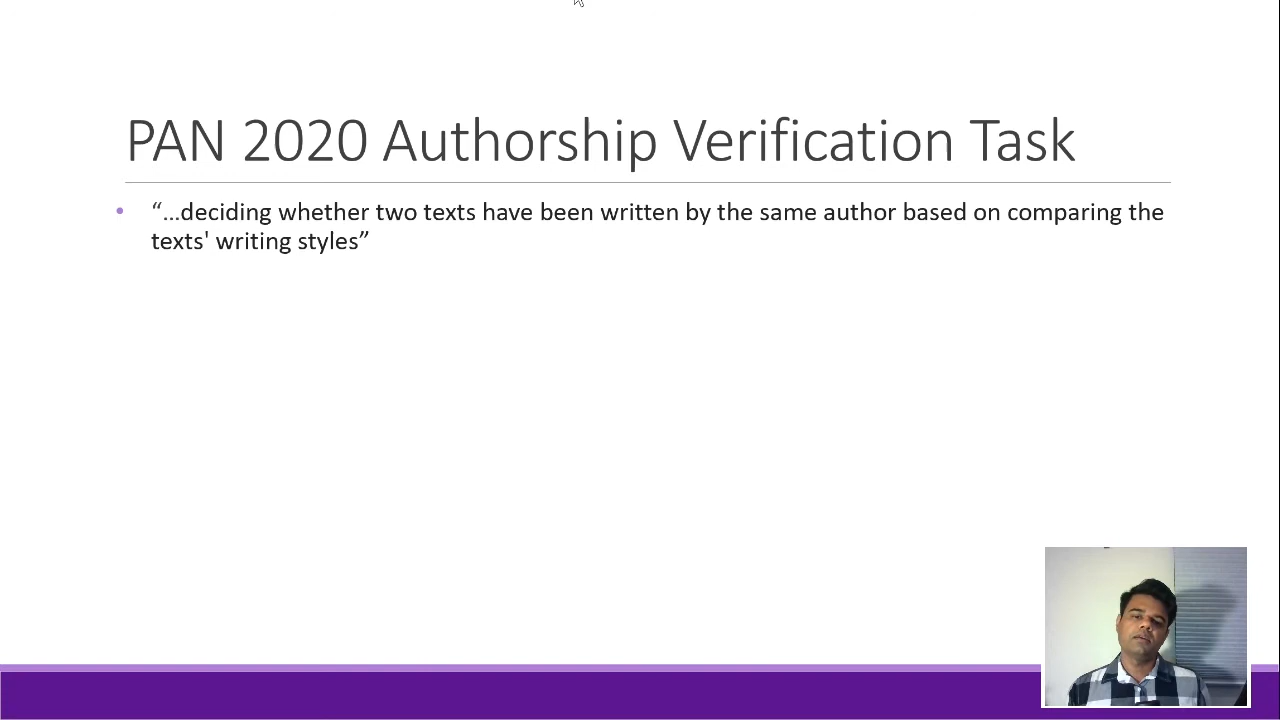 PAN 2020 Authorship Verification Task
• “…deciding whether two texts have been written by the same author based on comparing the
texts' writing styles”